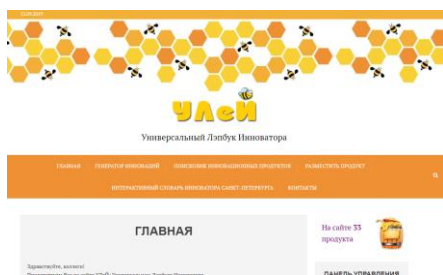 УЛеЙ
Универсальный Лэпбук Инноватора
ГЛАВНАЯ ГЕНЕРАТОР ИННОВАЦИЙ ПОИСКОВИК ИННОВАЦИОННЫХ ПРОДУКТОВ РАЗМЕСТИТЬ ПРОДУКТ
ИНТЕРАКТИВНЫЙ СЛОВАРЬ ИННОВАТОРА САНКТ-ПЕТЕРБУРГА КОНТАКТЫ
ГЛАВНАЯ
На сайте 33
продукта
Здравствуйте, коллеги!
ПАНЕЛЬ УПРАВЛЕНИЯ